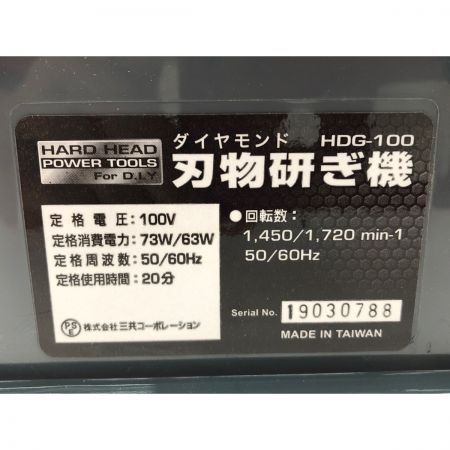 HARD HEAD
POWER TOOLS
For D.I.Y
ダイヤモンド HDG-100
刃物研ぎ機
定格電圧:100V
定格消費電力:73W/63W
定格周波数:50/60Hz
定格使用時間:20分
●回転数:
1,450/1,720 min-1
50/60Hz
Serial No. 19030788
PS
E
株式会社三共コーポレーション
MADE IN TAIWAN